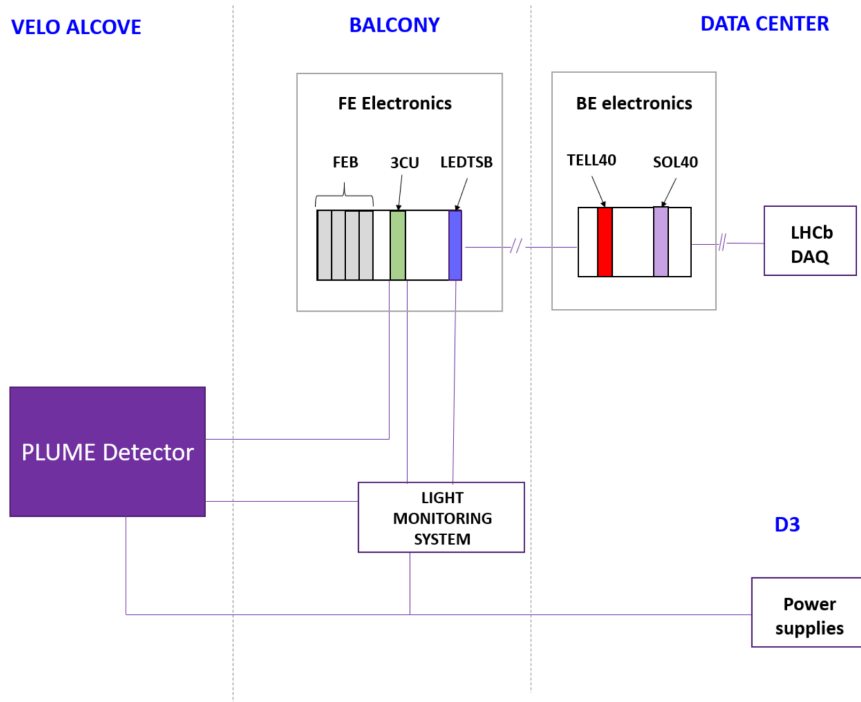 VELO ALCOVE
BALCONY
DATA CENTER
FE Electronics
BE electronics
FEB
3CU
LEDTSB
TELL40
SOL40
LHCb
DAQ
PLUME Detector
LIGHT
MONITORING
SYSTEM
D3
Power
supplies